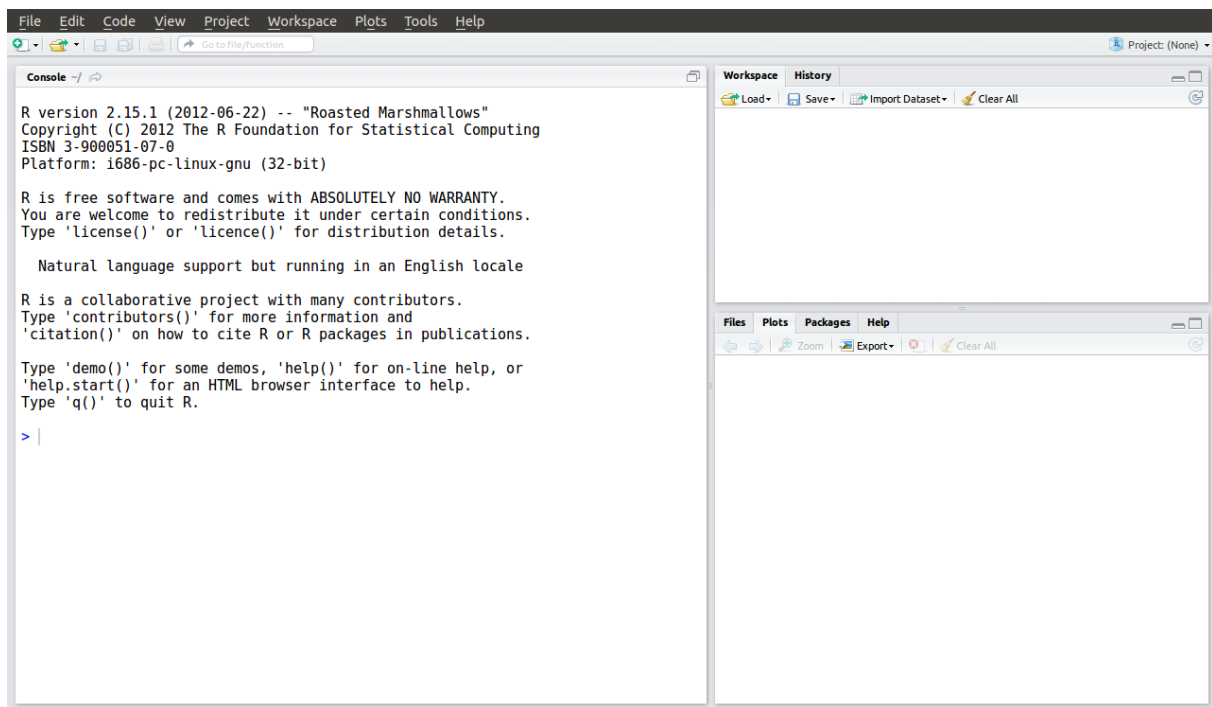 File Edit Code View Project Workspace Plots Tools Help
Go to file/function
Project: (None)
Console ~/
R version 2.15.1 (2012-06-22) -- "Roasted Marshmallows"
Copyright (C) 2012 The R Foundation for Statistical Computing
ISBN 3-900051-07-0
Platform: i686-pc-linux-gnu (32-bit)
R is free software and comes with ABSOLUTELY NO WARRANTY.
You are welcome to redistribute it under certain conditions.
Type 'license()' or 'licence()' for distribution details.
Natural language support but running in an English locale
R is a collaborative project with many contributors.
Type 'contributors()' for more information and
'citation()' on how to cite R or R packages in publications.
Type 'demo()' for some demos, 'help()' for on-line help, or
'help.start()' for an HTML browser interface to help.
Type 'q()' to quit R.
>
Workspace History
Load Save Import Dataset Clear All
Files Plots Packages Help
Zoom Export Clear All